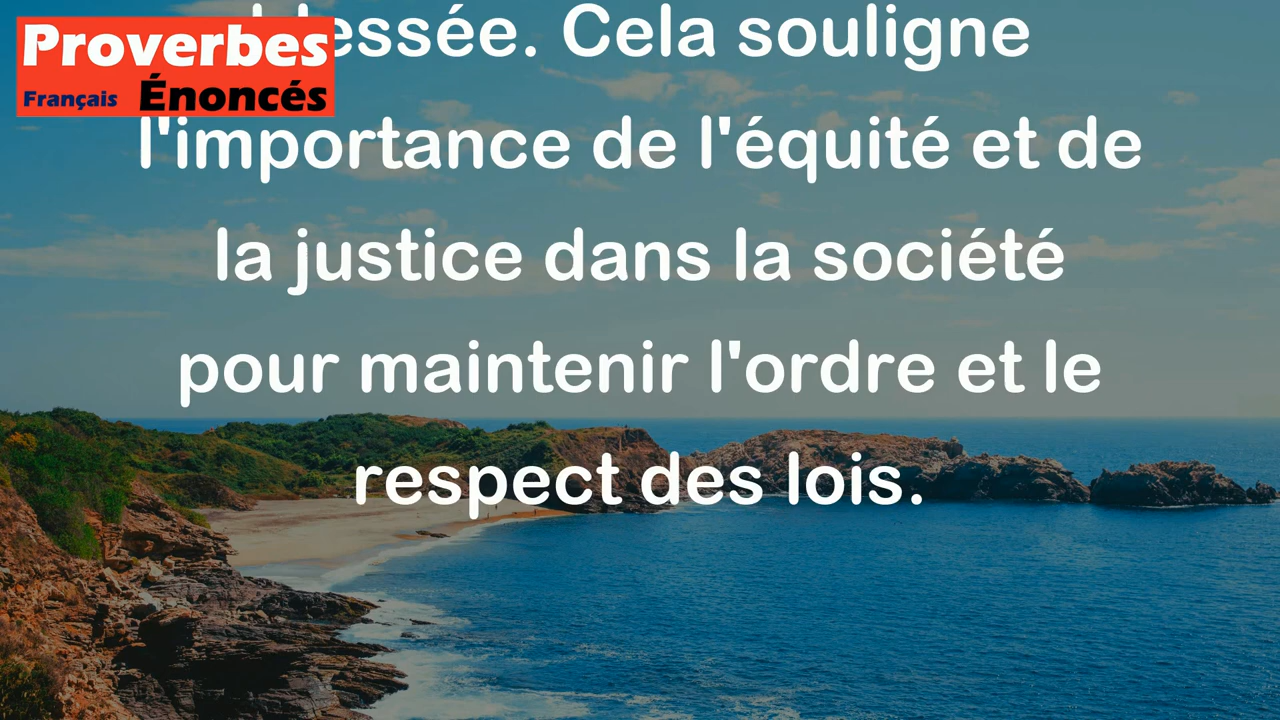 Proverbes
Français Énoncés
Cela souligne
l'importance de l'équité et de
la justice dans la société
pour maintenir l'ordre et le
respect des lois.